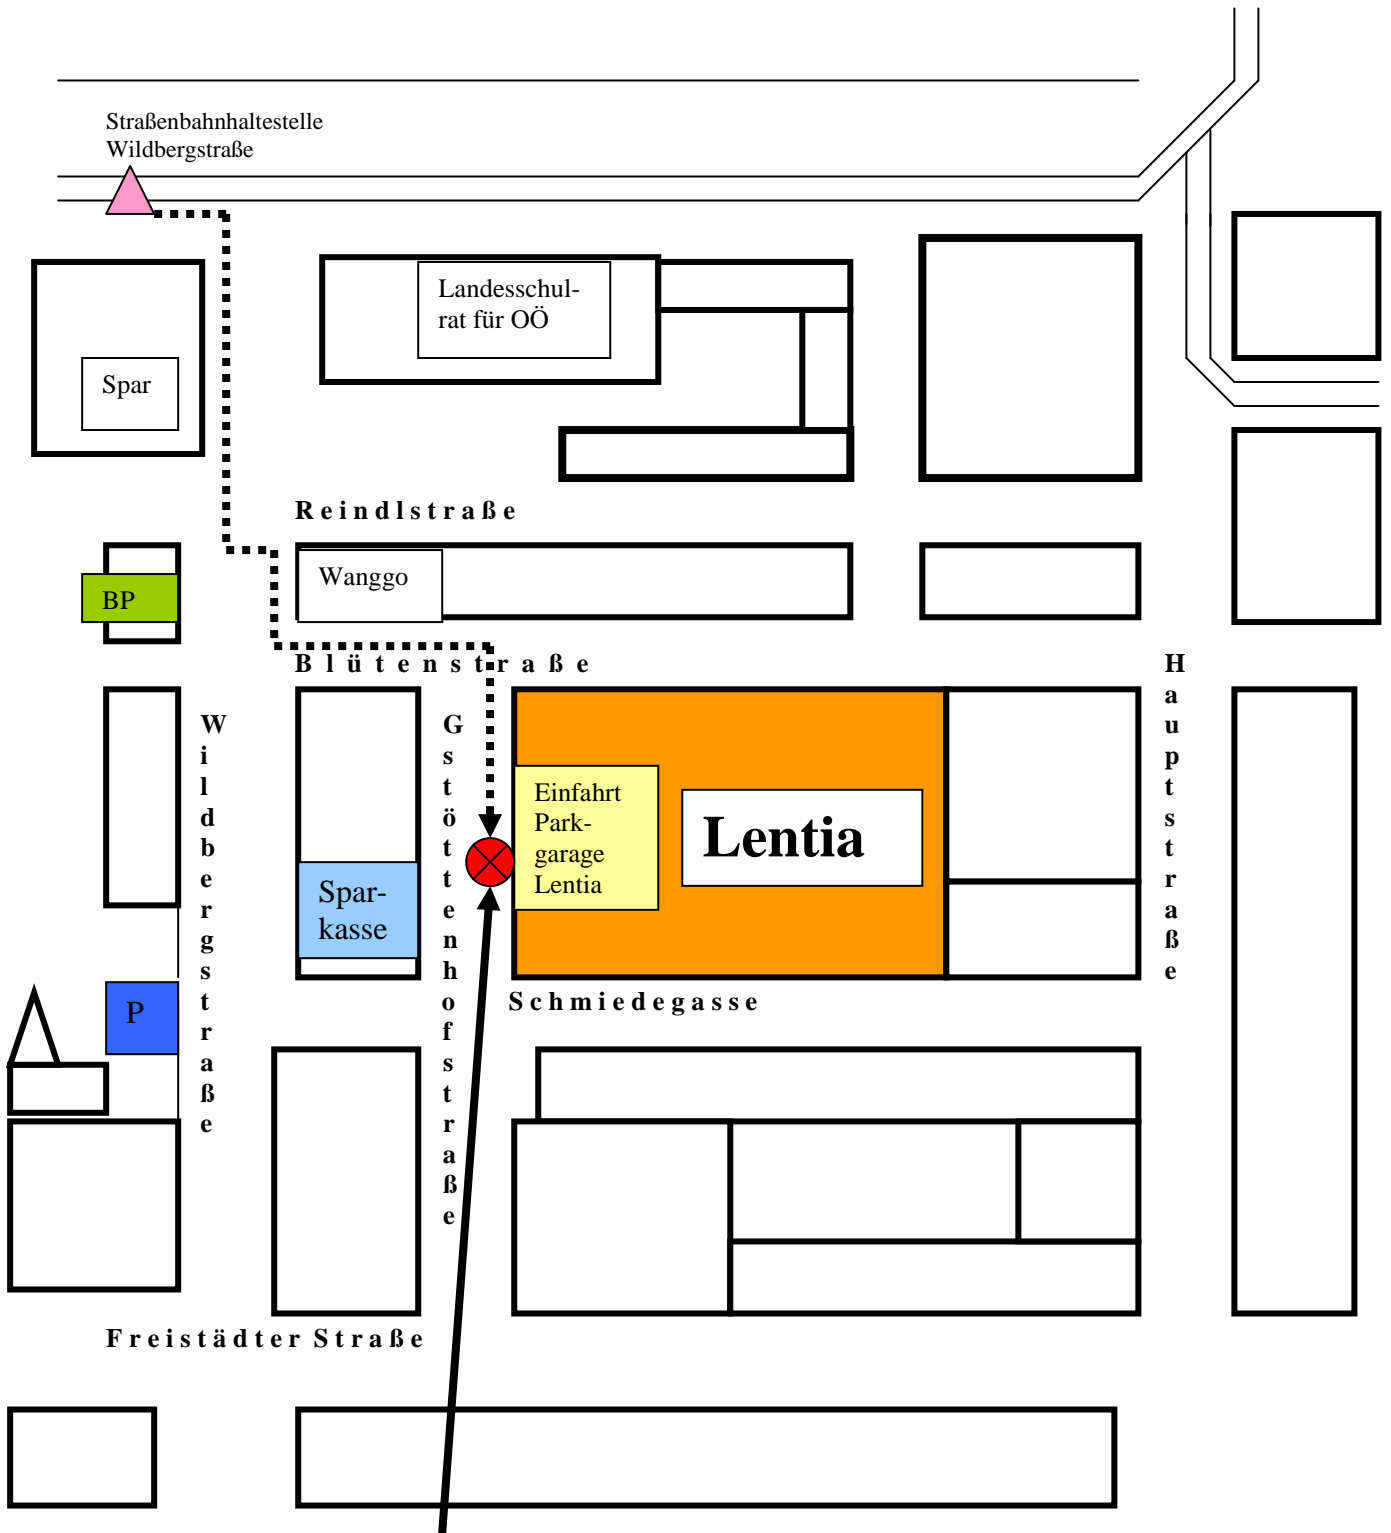 Straßenbahnhaltestelle
Wildbergstraße
Landesschul-
rat für OÖ
Spar
Reindlstraße
Wanggo
BP
Blütenstraße
Hauptstraße
Wildbergstraße
Gstöttenhofstraße
Einfahrt
Park-
garage
Lentia
Lentia
Spar-
kasse
Schmiedegasse
P
Freistädter Straße